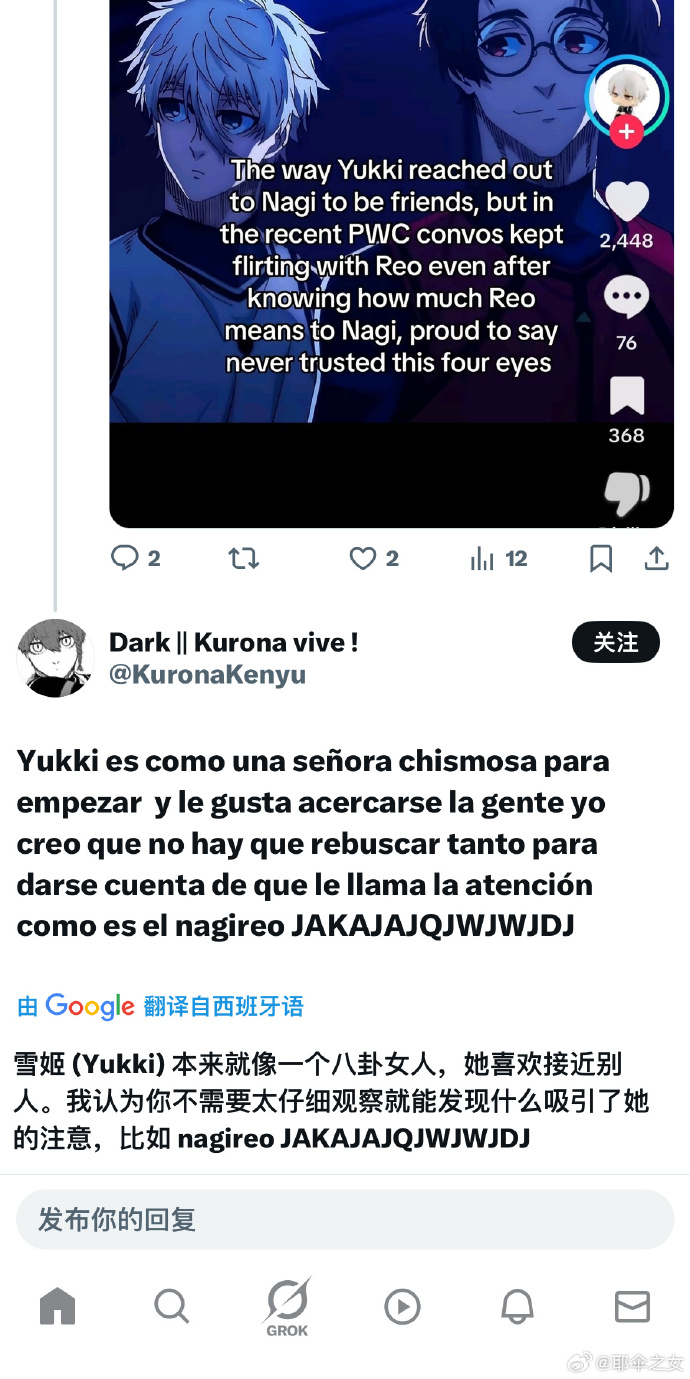 The way Yukki reached out
to Nagi to be friends, but in
the recent PWC convos kept
flirting with Reo even after
knowing how much Reo
means to Nagi, proud to say
never trusted this four eyes
2,448
76
368
2
2
12
Dark || Kurona vive !
@KuronaKenyu
关注
Yukki es como una señora chismosa para
empezar y le gusta acercarse la gente yo
creo que no hay que rebuscar tanto para
darse cuenta de que le llama la atención
como es el nagireo JAKAJAJQJWJWJDJ
由 Google 翻译自西班牙语
雪姬 (Yukki) 本来就像一个八卦女人，她喜欢接近别
人。我认为你不需要太仔细观察就能发现什么吸引了她
的注意，比如 nagireo JAKAJAJQJWJWJDJ
发布你的回复
GROK
@耶伞之女